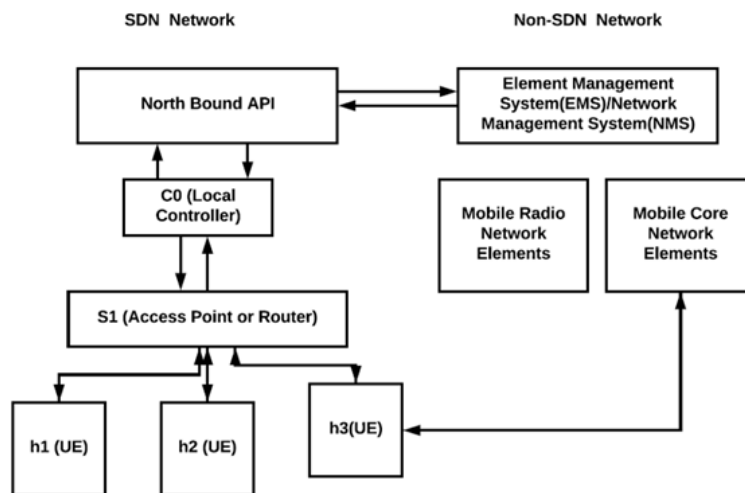 SDN Network
Non-SDN Network
North Bound API
Element Management
System(EMS)/Network
Management System(NMS)
C0 (Local
Controller)
Mobile Radio
Network
Elements
Mobile Core
Network
Elements
S1 (Access Point or Router)
h1 (UE)
h2 (UE)
h3(UE)